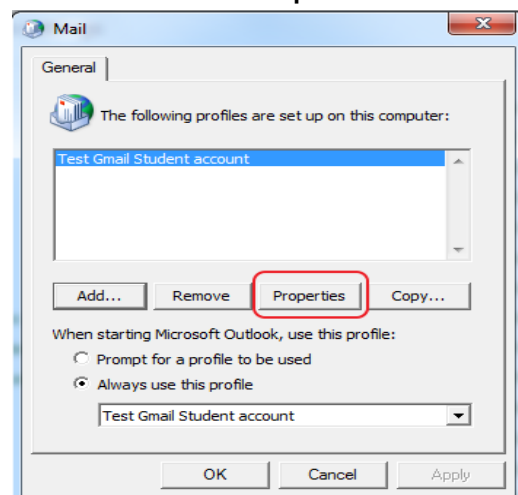 Mail
General
The following profiles are set up on this computer:
Test Gmail Student account
Add... Remove Properties Copy...
When starting Microsoft Outlook, use this profile:
Prompt for a profile to be used
Always use this profile
Test Gmail Student account
OK Cancel Apply